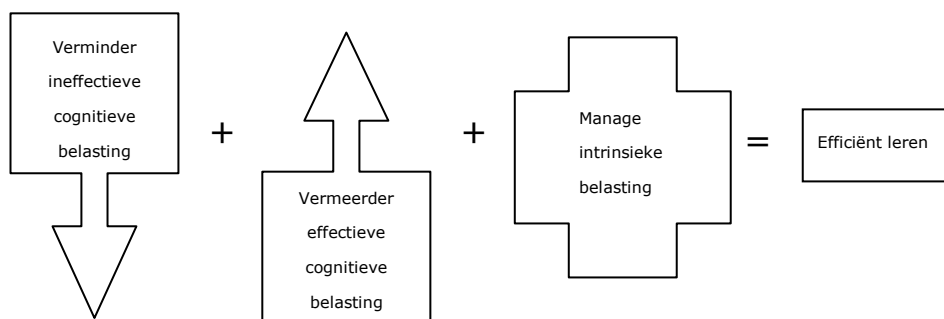 Verminder
ineffectieve
cognitieve
belasting
+
Vermeerder
effectieve
cognitieve
belasting
+
Manage
intrinsieke
belasting
=
Efficiënt leren